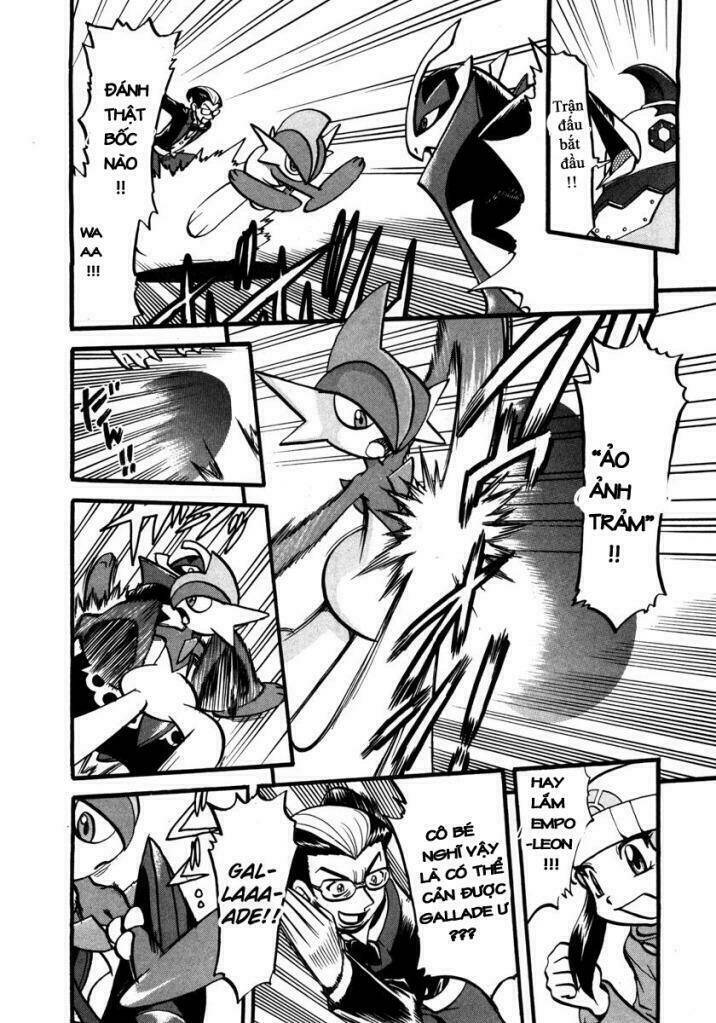 Trận
đấu
bắt
đầu
!!
ĐÁNH
THẬT
BỐC
NÀO
!!
WA
AA
!!!
“ẢO
ẢNH
TRẢM”
!!
HAY
LẮM
EMPO
-LEON
!!!
CÔ BÉ
NGHĨ VẬY
LÀ CÓ THỂ
CẢN ĐƯỢC
GALLADE Ư
???
GAL-
LAAA-
ADE!!